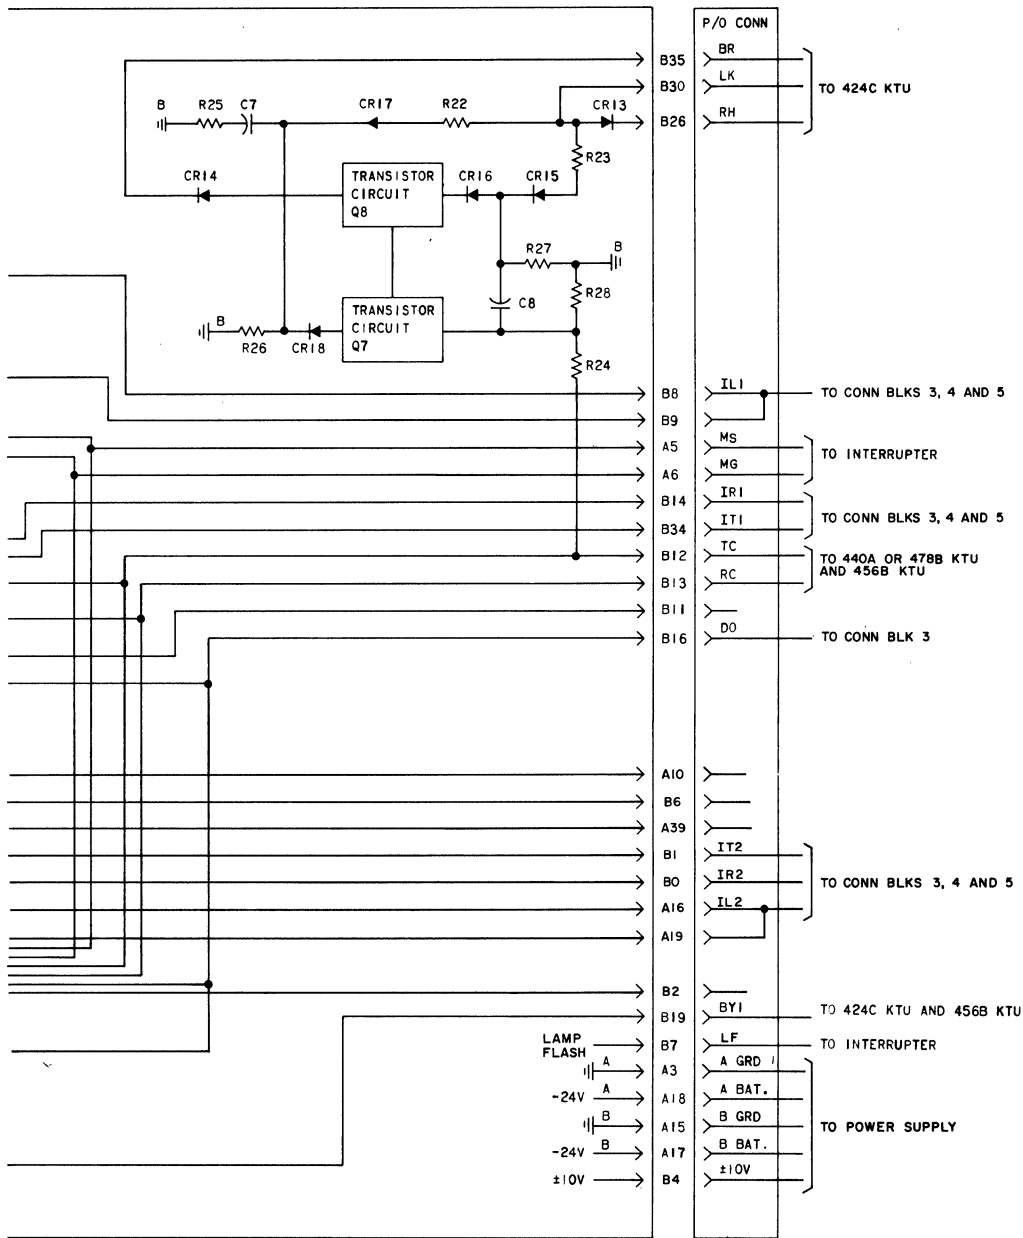 P/O CONN
B35 BR
B30 LK
TO 424C KTU
B26 RH
B R25 C7 CR17 R22 CR13
R23
CR14
TRANSISTOR
CIRCUIT
Q8
CR16 CR15
R27 B
R28
C8
TRANSISTOR
CIRCUIT
Q7
B
R26 CR18
R24
B8 IL1 TO CONN BLKS 3, 4 AND 5
B9
A5 MS
TO INTERRUPTER
A6 MG
B14 IR1
TO CONN BLKS 3, 4 AND 5
B34 IT1
B12 TC
TO 440A OR 478B KTU
AND 456B KTU
B13 RC
B11
B16 DO TO CONN BLK 3
A10
B6
A39
B1 IT2
B0 IR2 TO CONN BLKS 3, 4 AND 5
A16 IL2
A19
B2
B19 BY1 TO 424C KTU AND 456B KTU
LAMP
FLASH
B7 LF TO INTERRUPTER
A A3 A GRD
-24V A A18 A BAT.
B A15 B GRD TO POWER SUPPLY
-24V B A17 B BAT.
±10V B4 ±10V